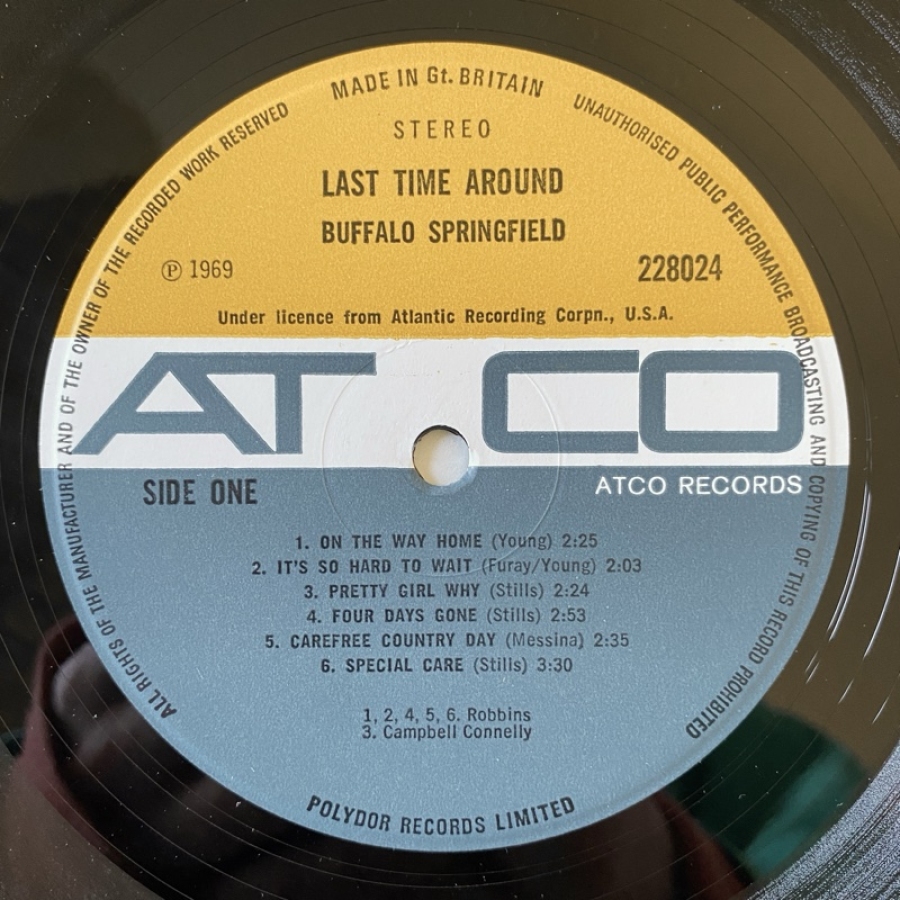 MADE IN Gt. BRITAIN
STEREO
LAST TIME AROUND
BUFFALO SPRINGFIELD
Ⓟ 1969
228024
Under licence from Atlantic Recording Corpn., U.S.A.
ATCO
SIDE ONE
ATCO RECORDS
1. ON THE WAY HOME (Young) 2:25
2. IT'S SO HARD TO WAIT (Furay/Young) 2:03
3. PRETTY GIRL WHY (Stills) 2:24
4. FOUR DAYS GONE (Stills) 2:53
5. CAREFREE COUNTRY DAY (Messina) 2:35
6. SPECIAL CARE (Stills) 3:30
1, 2, 4, 5, 6. Robbins
3. Campbell Connelly
POLYDOR RECORDS LIMITED
ALL RIGHTS OF THE MANUFACTURER AND OF THE OWNER OF THE RECORDED WORK RESERVED
UNAUTHORISED PUBLIC PERFORMANCE BROADCASTING AND COPYING OF THIS RECORD PROHIBITED